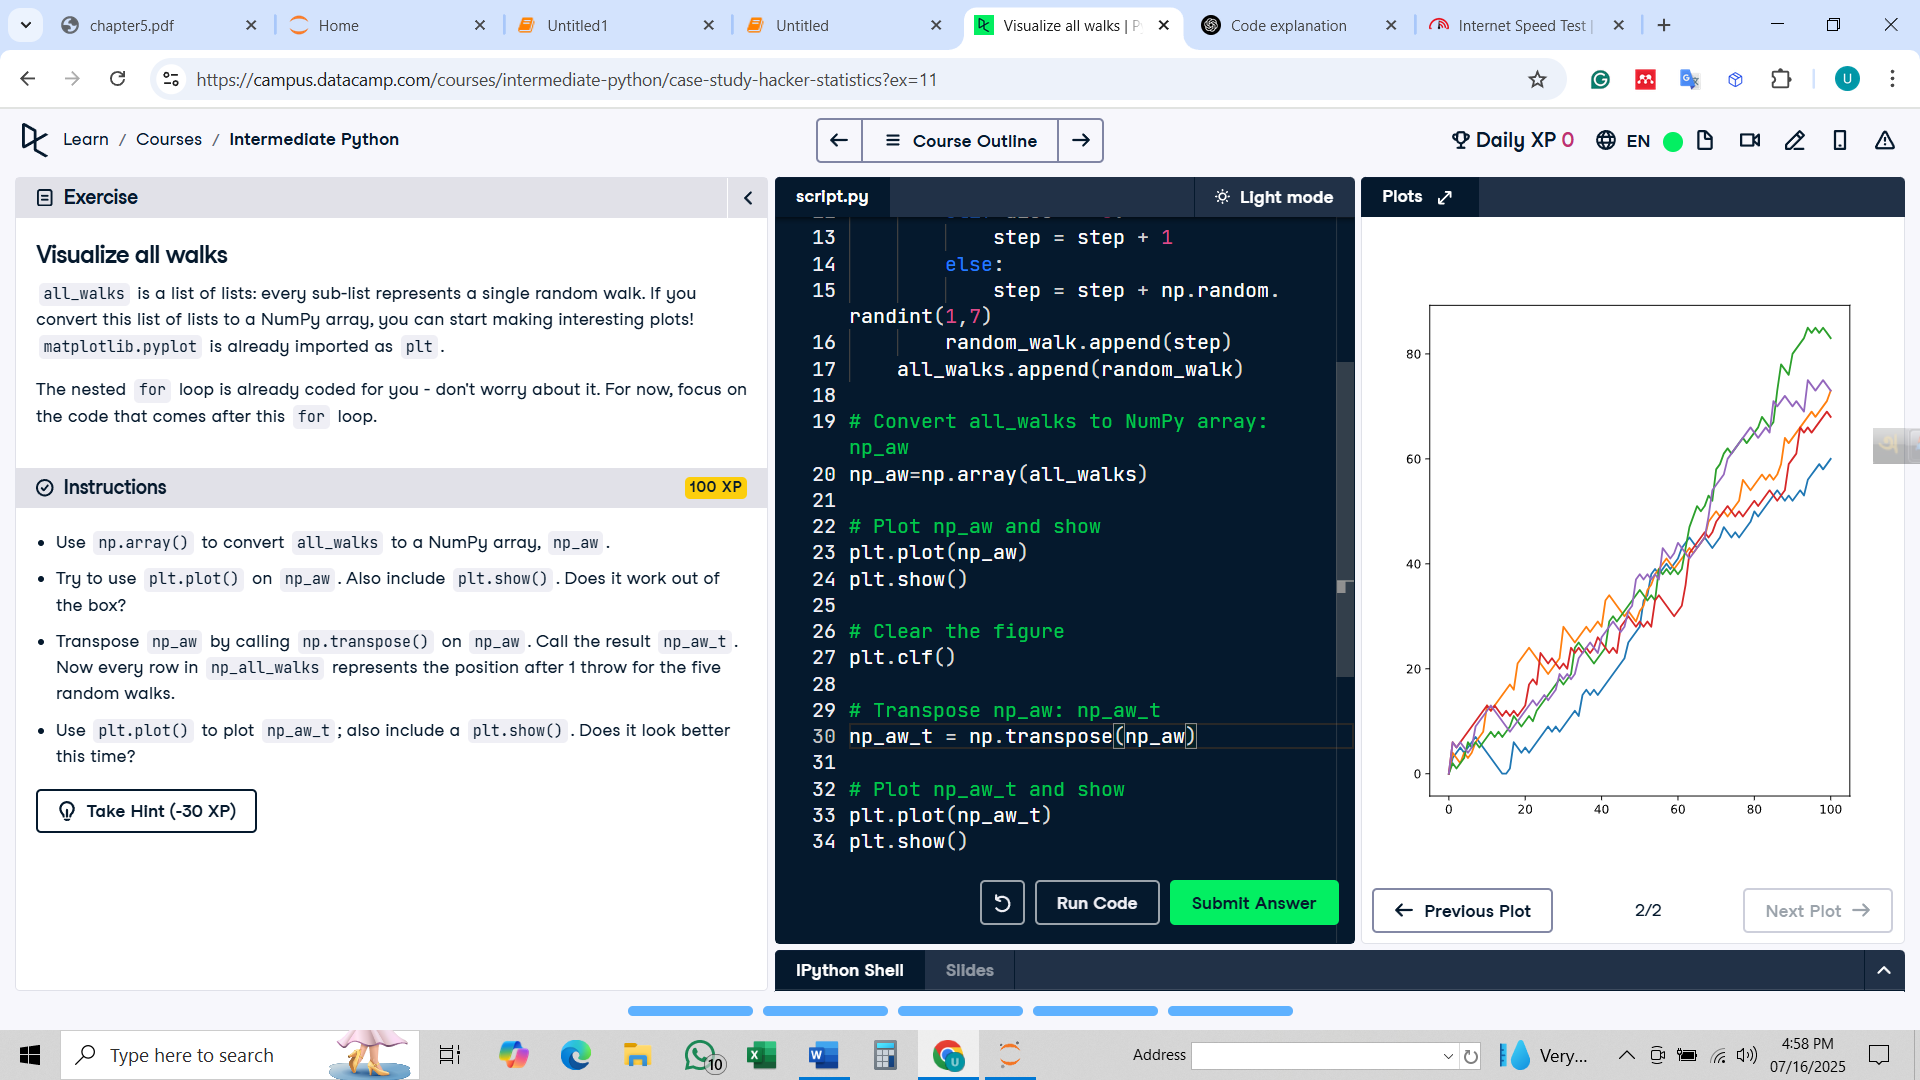 chapter5.pdf
Home
Untitled1
Untitled
Visualize all walks |
Code explanation
Internet Speed Test |
https://campus.datacamp.com/courses/intermediate-python/case-study-hacker-statistics?ex=11
U
Learn / Courses / Intermediate Python
Course Outline
Daily XP 0
EN
Exercise
Visualize all walks
all_walks is a list of lists: every sub-list represents a single random walk. If you
convert this list of lists to a NumPy array, you can start making interesting plots!
matplotlib.pyplot is already imported as plt.
The nested for loop is already coded for you - don't worry about it. For now, focus on
the code that comes after this for loop.
Instructions
100 XP
• Use np.array() to convert all_walks to a NumPy array, np_aw.
• Try to use plt.plot() on np_aw. Also include plt.show(). Does it work out of
the box?
• Transpose np_aw by calling np.transpose() on np_aw. Call the result np_aw_t.
Now every row in np_all_walks represents the position after 1 throw for the five
random walks.
• Use plt.plot() to plot np_aw_t; also include a plt.show(). Does it look better
this time?
Take Hint (-30 XP)
script.py
Light mode
13 step = step + 1
14 else:
15 step = step + np.random.
randint(1,7)
16 random_walk.append(step)
17 all_walks.append(random_walk)
18
19 # Convert all_walks to NumPy array:
np_aw
20 np_aw=np.array(all_walks)
21
22 # Plot np_aw and show
23 plt.plot(np_aw)
24 plt.show()
25
26 # Clear the figure
27 plt.clf()
28
29 # Transpose np_aw: np_aw_t
30 np_aw_t = np.transpose(np_aw)
31
32 # Plot np_aw_t and show
33 plt.plot(np_aw_t)
34 plt.show()
Run Code
Submit Answer
IPython Shell
Slides
Plots
80
60
40
20
0
0 20 40 60 80 100
Previous Plot
2/2
Next Plot
Type here to search
10
Address
Very...
4:58 PM
07/16/2025